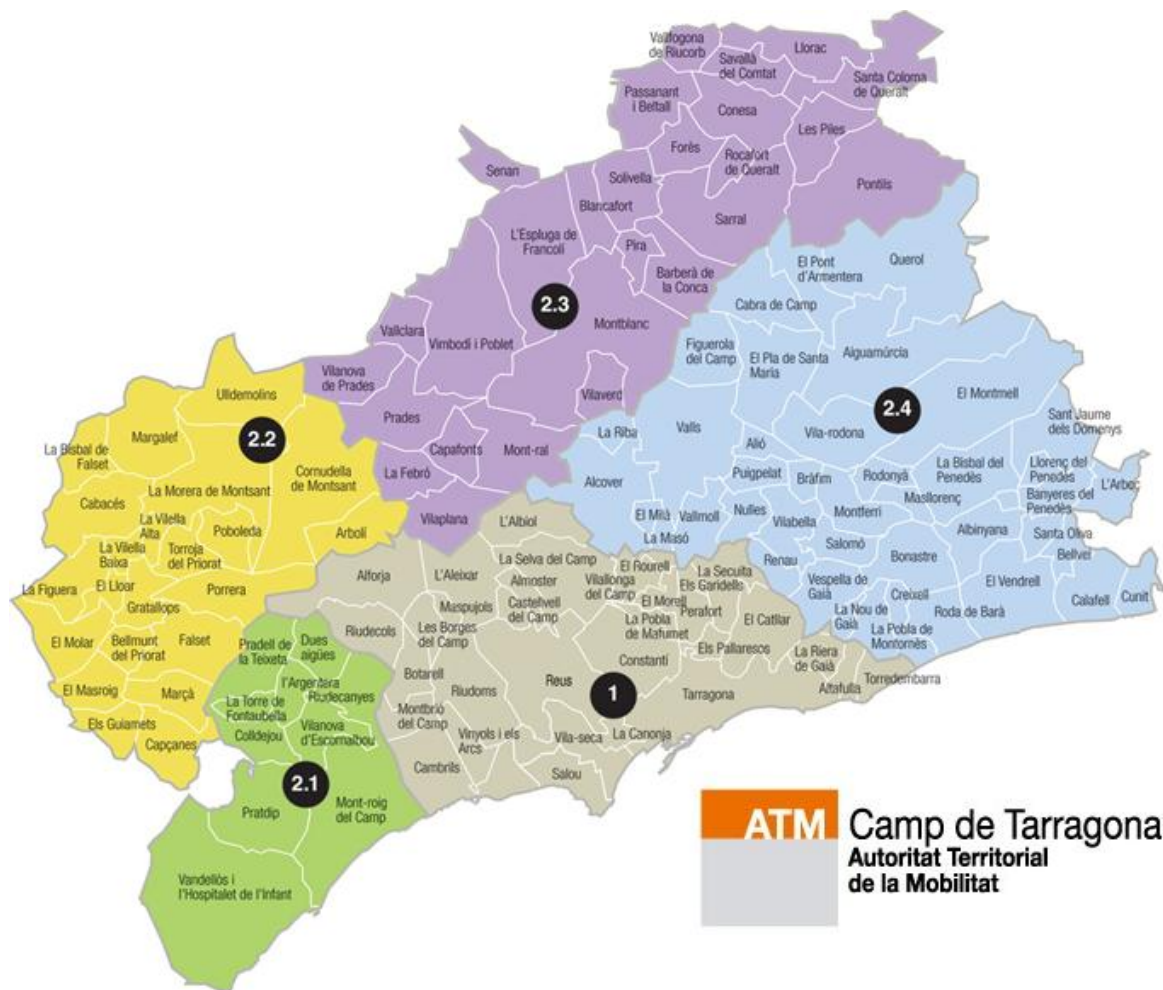 Vallfogona
de Riucorb
Savallà
del Comtat
Llorac
Santa Coloma
de Queralt
Passanant
i Beltall
Conesa
Les Piles
Forès
Rocafort
de Queralt
Senan
Solivella
Pontils
Blancafort
Sarral
L'Espluga de
Francolí
Pira
Barberà de
la Conca
2.3
Montblanc
Vallclara
Vimbodí i Poblet
Vilanova
de Prades
Vilaverd
Prades
Capafonts
Mont-ral
La Febró
Vilaplana
El Pont
d'Armentera
Querol
Cabra de Camp
Figuerola
del Camp
El Pla de Santa
Maria
Aiguamúrcia
2.4
El Montmell
Sant Jaume
dels Domenys
La Riba
Valls
Vila-rodona
Alió
Alcover
Puigpelat
Bràfim
Rodonyà
La Bisbal del
Penedès
Llorenç del
Penedès
L'Arboç
Masllorenç
Banyeres del
Penedès
El Milà
Vallmoll
Nulles
Vilabella
Montferri
Albinyana
Santa Oliva
La Masó
Renau
Salomó
Bonastre
Bellvei
Vespella de
Gaià
Creixell
El Vendrell
Calafell
Cunit
La Nou de
Gaià
Roda de Barà
La Pobla de
Montornès
Ulldemolins
2.2
Margalef
La Bisbal de
Falset
Cornudella
de Montsant
Cabacés
La Morera de Montsant
La Vilella
Alta
Poboleda
Arbolí
La Vilella
Baixa
Torroja
del Priorat
La Figuera
El Lloar
Porrera
Gratallops
El Molar
Bellmunt
del Priorat
Falset
El Masroig
Marçà
Els Guiamets
Capçanes
L'Albiol
Alforja
L'Aleixar
La Selva del Camp
El Rourell
La Secuita
Almoster
Vilallonga
del Camp
Els Garidells
Maspujols
Castellvell
del Camp
El Morell
Perafort
Riudecols
Les Borges
del Camp
La Pobla
de Mafumet
El Catllar
Botarell
Constantí
Els Pallaresos
La Riera
de Gaià
Riudoms
Reus
1
Tarragona
Altafulla
Torredembarra
Montbrió
del Camp
Vinyols i els
Arcs
Vila-seca
La Canonja
Cambrils
Salou
Pradell de
la Teixeta
Dues
aigües
l'Argentera
Riudecanyes
La Torre de
Fontaubella
Colldejou
Vilanova
d'Escornalbou
2.1
Pratdip
Mont-roig
del Camp
Vandellòs i
l'Hospitalet de l'Infant
ATM
Camp de Tarragona
Autoritat Territorial
de la Mobilitat